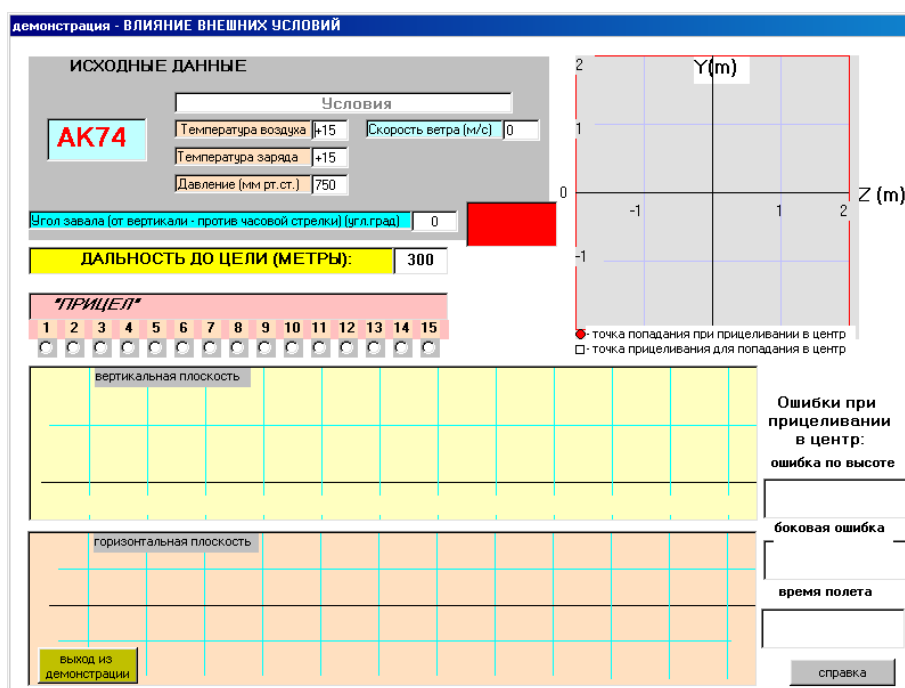 демонстрация - ВЛИЯНИЕ ВНЕШНИХ УСЛОВИЙ
ИСХОДНЫЕ ДАННЫЕ
Условия
АК74
Температура воздуха +15 Скорость ветра (м/с) 0
Температура заряда +15
Давление (мм рт.ст.) 750
Угол завала (от вертикали - против часовой стрелки) (угл.град) 0
ДАЛЬНОСТЬ ДО ЦЕЛИ (МЕТРЫ): 300
"ПРИЦЕЛ"
1 2 3 4 5 6 7 8 9 10 11 12 13 14 15
2 Y(m)
1
0 Z (m)
-1 1 2
-1
- точка попадания при прицеливании в центр
- точка прицеливания для попадания в центр
вертикальная плоскость
Ошибки при
прицеливании
в центр:
ошибка по высоте
боковая ошибка
время полета
горизонтальная плоскость
выход из
демонстрации
справка